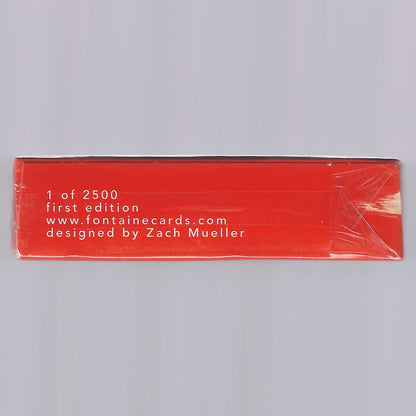 1 of 2500
first edition
www.fontainecards.com
designed by Zach Mueller